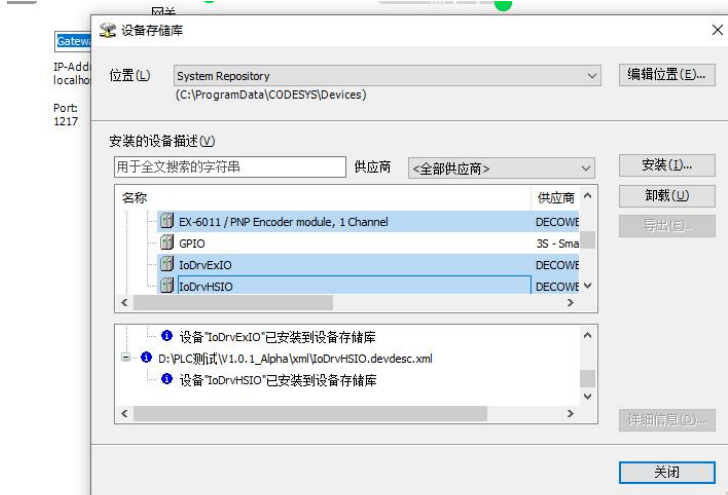 网关
设备存储库
Gatew
IP-Add
localho
Port:
1217
位置(L) System Repository 编辑位置(E)...
(C:\ProgramData\CODESYS\Devices)
安装的设备描述(V)
用于全文搜索的字符串 供应商 <全部供应商> 安装(I)...
名称 供应商 卸载(U)
EX-6011 / PNP Encoder module, 1 Channel DECOWE 导出(E)...
GPIO 3S - Sma
IoDrvExIO DECOWE
IoDrvHSIO DECOWE
设备"IoDrvExIO"已安装到设备存储库
D:\PLC测试\V1.0.1_Alpha\xml\IoDrvHSIO.devdesc.xml
设备"IoDrvHSIO"已安装到设备存储库
详细信息(D)...
关闭